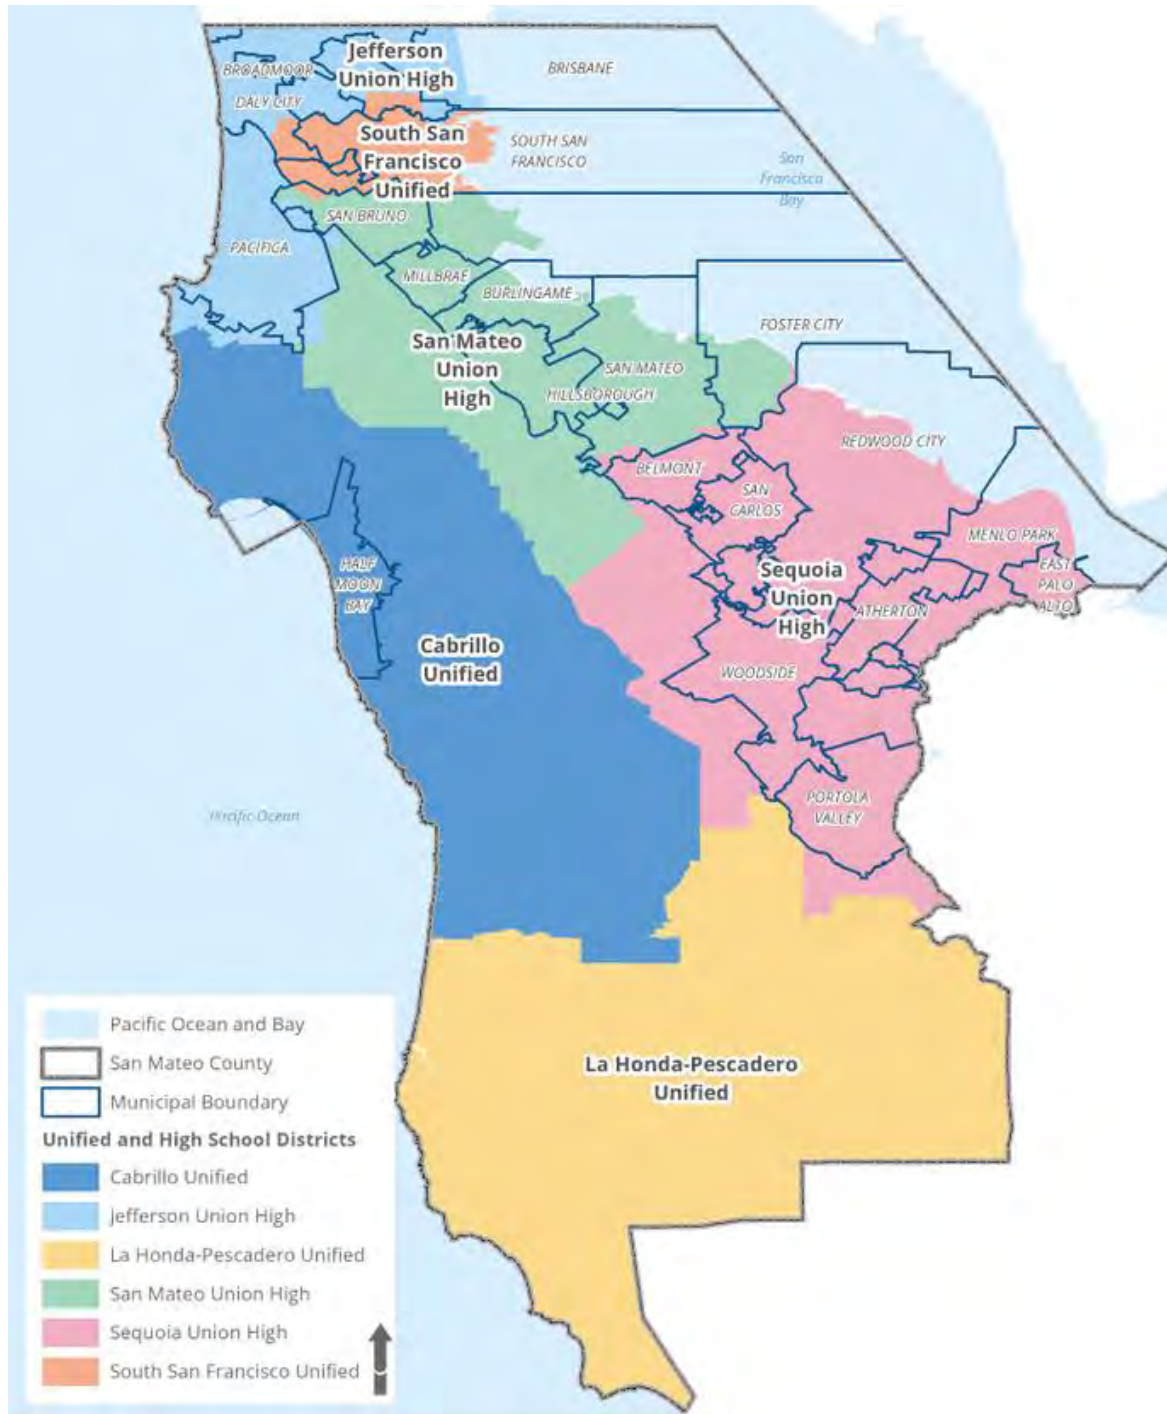 Jefferson
Union High
BROADMOOR
BRISBANE
DALY CITY
South San
Francisco
Unified
SOUTH SAN
FRANCISCO
San
Francisco
Bay
SAN BRUNO
PACIFICA
MILLBRAE
BURLINGAME
FOSTER CITY
San Mateo
Union
High
SAN MATEO
HILLSBOROUGH
REDWOOD CITY
BELMONT
SAN
CARLOS
MENLO PARK
HALF
MOON
BAY
Sequoia
Union
High
EAST
PALO
ALTO
ATHERTON
Cabrillo
Unified
WOODSIDE
PORTOLA
VALLEY
Pacific Ocean
La Honda-Pescadero
Unified
Pacific Ocean and Bay
San Mateo County
Municipal Boundary
Unified and High School Districts
Cabrillo Unified
Jefferson Union High
La Honda-Pescadero Unified
San Mateo Union High
Sequoia Union High
South San Francisco Unified